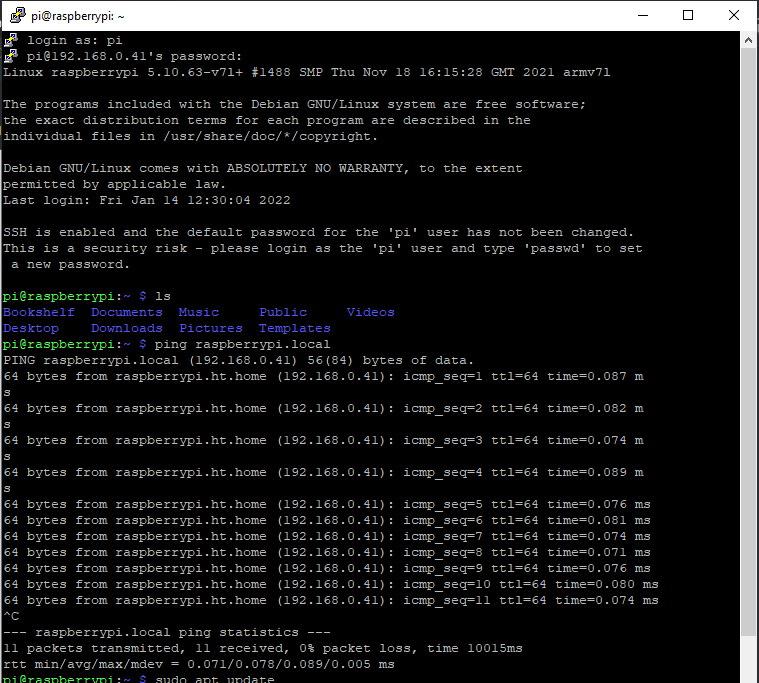 pi@raspberrypi: ~
login as: pi
pi@192.168.0.41's password:
Linux raspberrypi 5.10.63-v7l+ #1488 SMP Thu Nov 18 16:15:28 GMT 2021 armv7l
The programs included with the Debian GNU/Linux system are free software;
the exact distribution terms for each program are described in the
individual files in /usr/share/doc/*/copyright.
Debian GNU/Linux comes with ABSOLUTELY NO WARRANTY, to the extent
permitted by applicable law.
Last login: Fri Jan 14 12:30:04 2022
SSH is enabled and the default password for the 'pi' user has not been changed.
This is a security risk - please login as the 'pi' user and type 'passwd' to set
 a new password.
pi@raspberrypi:~ $ ls
Bookshelf  Documents  Music     Public     Videos
Desktop    Downloads  Pictures  Templates
pi@raspberrypi:~ $ ping raspberrypi.local
PING raspberrypi.local (192.168.0.41) 56(84) bytes of data.
64 bytes from raspberrypi.ht.home (192.168.0.41): icmp_seq=1 ttl=64 time=0.087 m
s
64 bytes from raspberrypi.ht.home (192.168.0.41): icmp_seq=2 ttl=64 time=0.082 m
s
64 bytes from raspberrypi.ht.home (192.168.0.41): icmp_seq=3 ttl=64 time=0.074 m
s
64 bytes from raspberrypi.ht.home (192.168.0.41): icmp_seq=4 ttl=64 time=0.089 m
s
64 bytes from raspberrypi.ht.home (192.168.0.41): icmp_seq=5 ttl=64 time=0.076 ms
64 bytes from raspberrypi.ht.home (192.168.0.41): icmp_seq=6 ttl=64 time=0.081 ms
64 bytes from raspberrypi.ht.home (192.168.0.41): icmp_seq=7 ttl=64 time=0.074 ms
64 bytes from raspberrypi.ht.home (192.168.0.41): icmp_seq=8 ttl=64 time=0.071 ms
64 bytes from raspberrypi.ht.home (192.168.0.41): icmp_seq=9 ttl=64 time=0.076 ms
64 bytes from raspberrypi.ht.home (192.168.0.41): icmp_seq=10 ttl=64 time=0.080 ms
64 bytes from raspberrypi.ht.home (192.168.0.41): icmp_seq=11 ttl=64 time=0.074 ms
^C
--- raspberrypi.local ping statistics ---
11 packets transmitted, 11 received, 0% packet loss, time 10015ms
rtt min/avg/max/mdev = 0.071/0.078/0.089/0.005 ms
pi@raspberrypi:~ $ sudo apt update